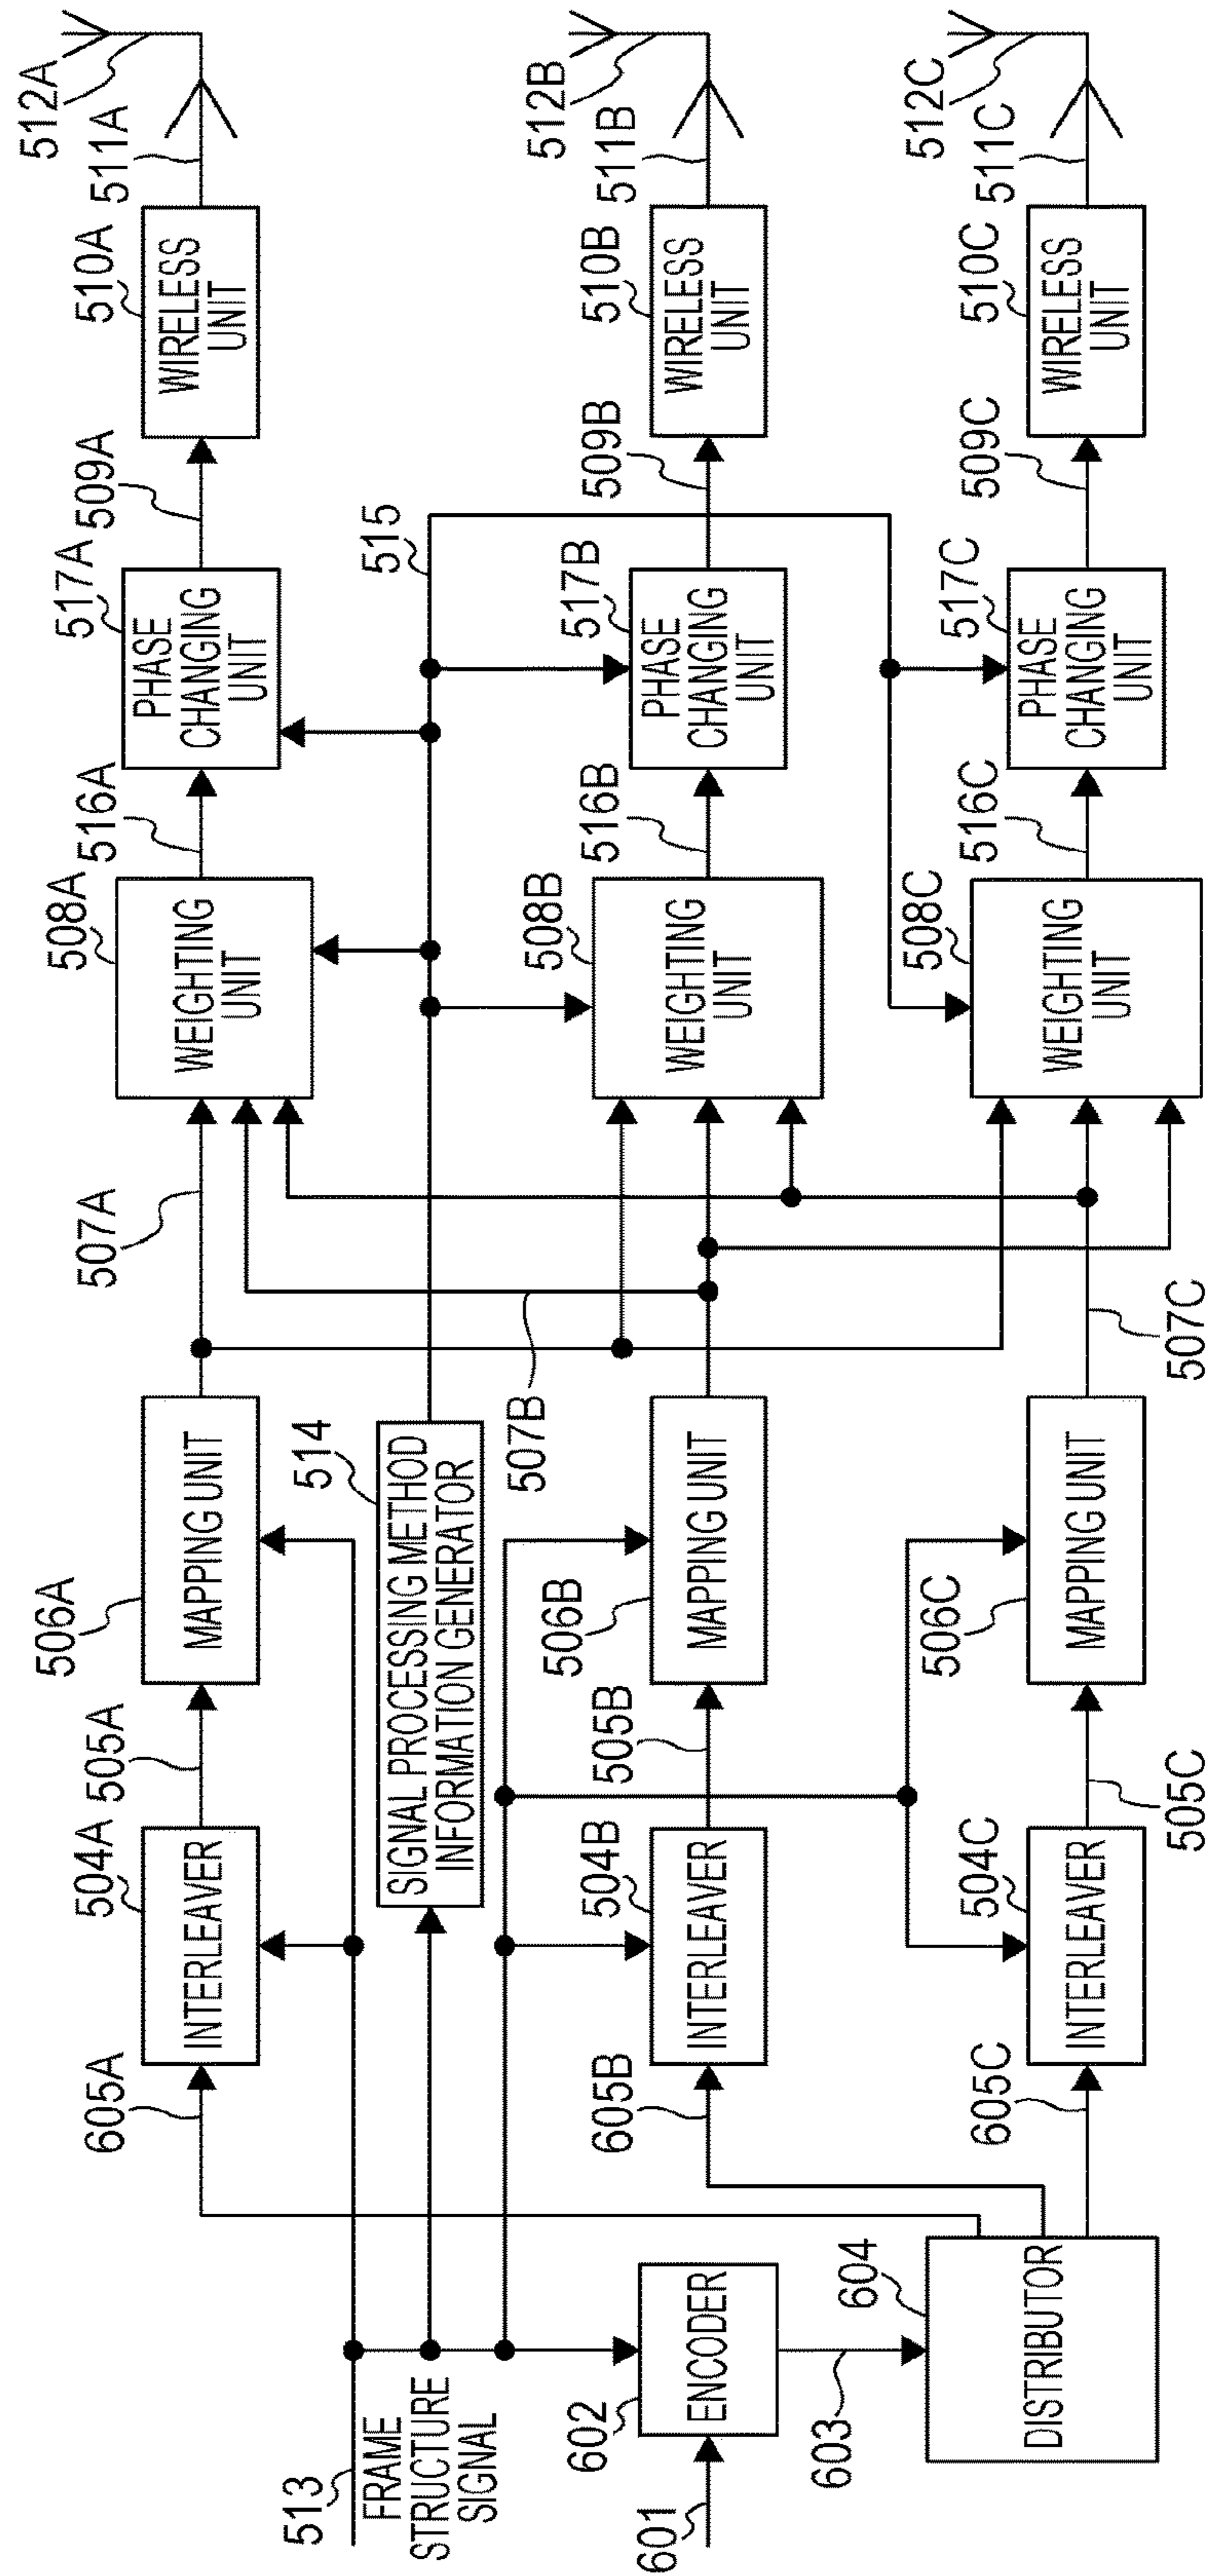 513
FRAME
STRUCTURE
SIGNAL
601
602
ENCODER
603
604
DISTRIBUTOR
605A
504A
INTERLEAVER
505A
506A
MAPPING UNIT
507A
508A
WEIGHTING
UNIT
516A
517A
PHASE
CHANGING
UNIT
509A
510A
WIRELESS
UNIT
511A
512A
514
SIGNAL PROCESSING METHOD
INFORMATION GENERATOR
515
605B
504B
INTERLEAVER
505B
506B
MAPPING UNIT
507B
508B
WEIGHTING
UNIT
516B
517B
PHASE
CHANGING
UNIT
509B
510B
WIRELESS
UNIT
511B
512B
605C
504C
INTERLEAVER
505C
506C
MAPPING UNIT
507C
508C
WEIGHTING
UNIT
516C
517C
PHASE
CHANGING
UNIT
509C
510C
WIRELESS
UNIT
511C
512C